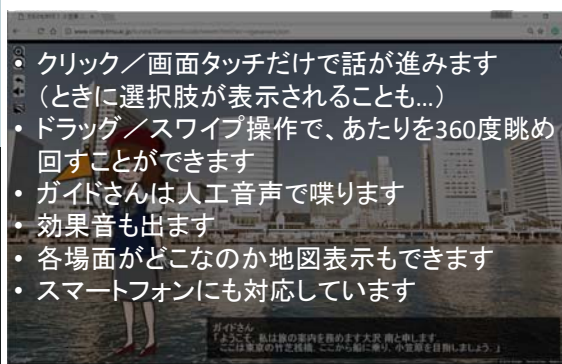 • クリック／画面タッチだけで話が進みます
（ときに選択肢が表示されることも...）
• ドラッグ／スワイプ操作で、あたりを360度眺め
回すことができます
• ガイドさんは人工音声で喋ります
• 効果音も出ます
• 各場面がどこなのか地図表示もできます
• スマートフォンにも対応しています
ガイドさん
「ようこそ、私は旅の案内を務めます大沢 南と申します。
ここは東京の竹芝桟橋、ここから船に乗り、小笠原を目指しましょう。」